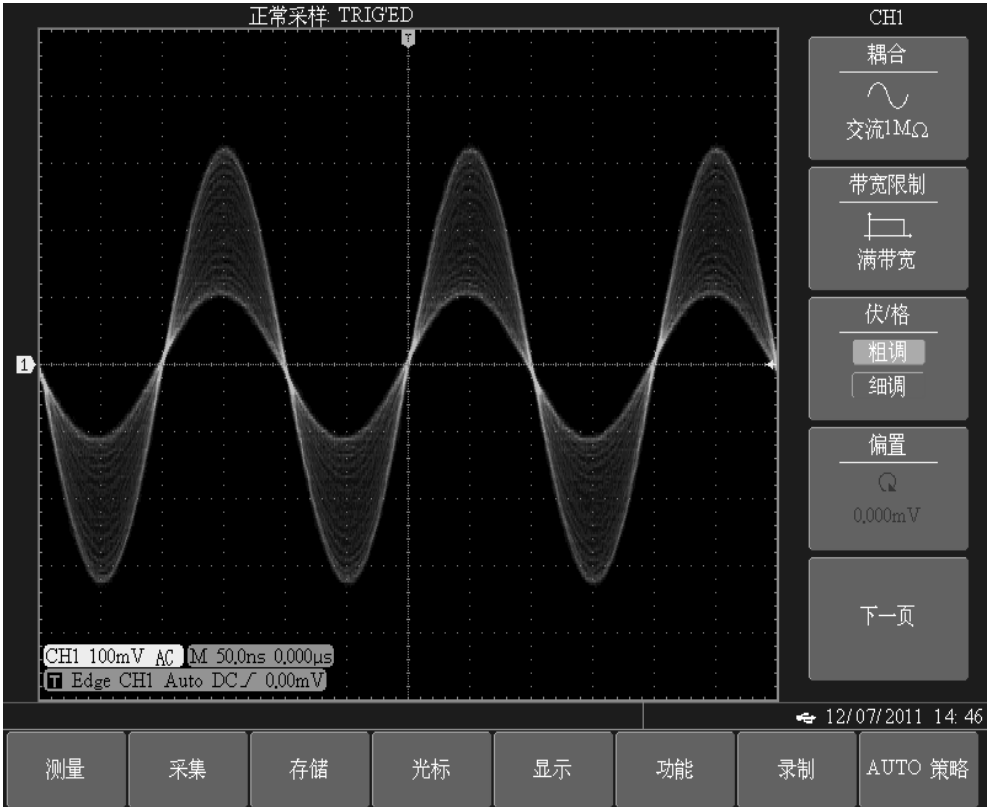 正常采样: TRIG'ED
CH1
T
耦合
交流1MΩ
带宽限制
满带宽
伏/格
粗调
细调
1
偏置
0.000mV
下一页
CH1 100mV AC M 50.0ns 0.000μs
T Edge CH1 Auto DC 0.00mV
12/07/2011 14:46
测量 采集 存储 光标 显示 功能 录制 AUTO 策略